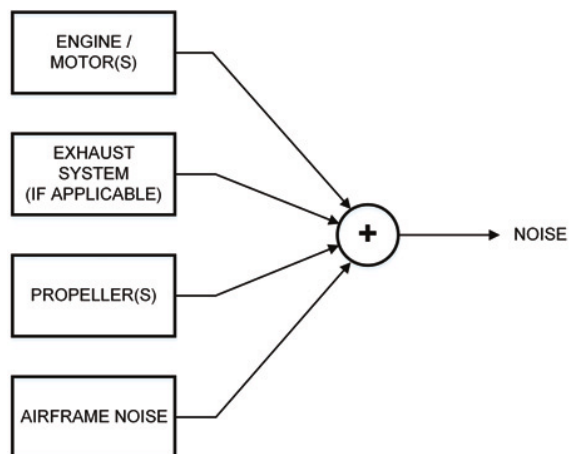 ENGINE /
MOTOR(S)
EXHAUST
SYSTEM
(IF APPLICABLE)
+
NOISE
PROPELLER(S)
AIRFRAME NOISE